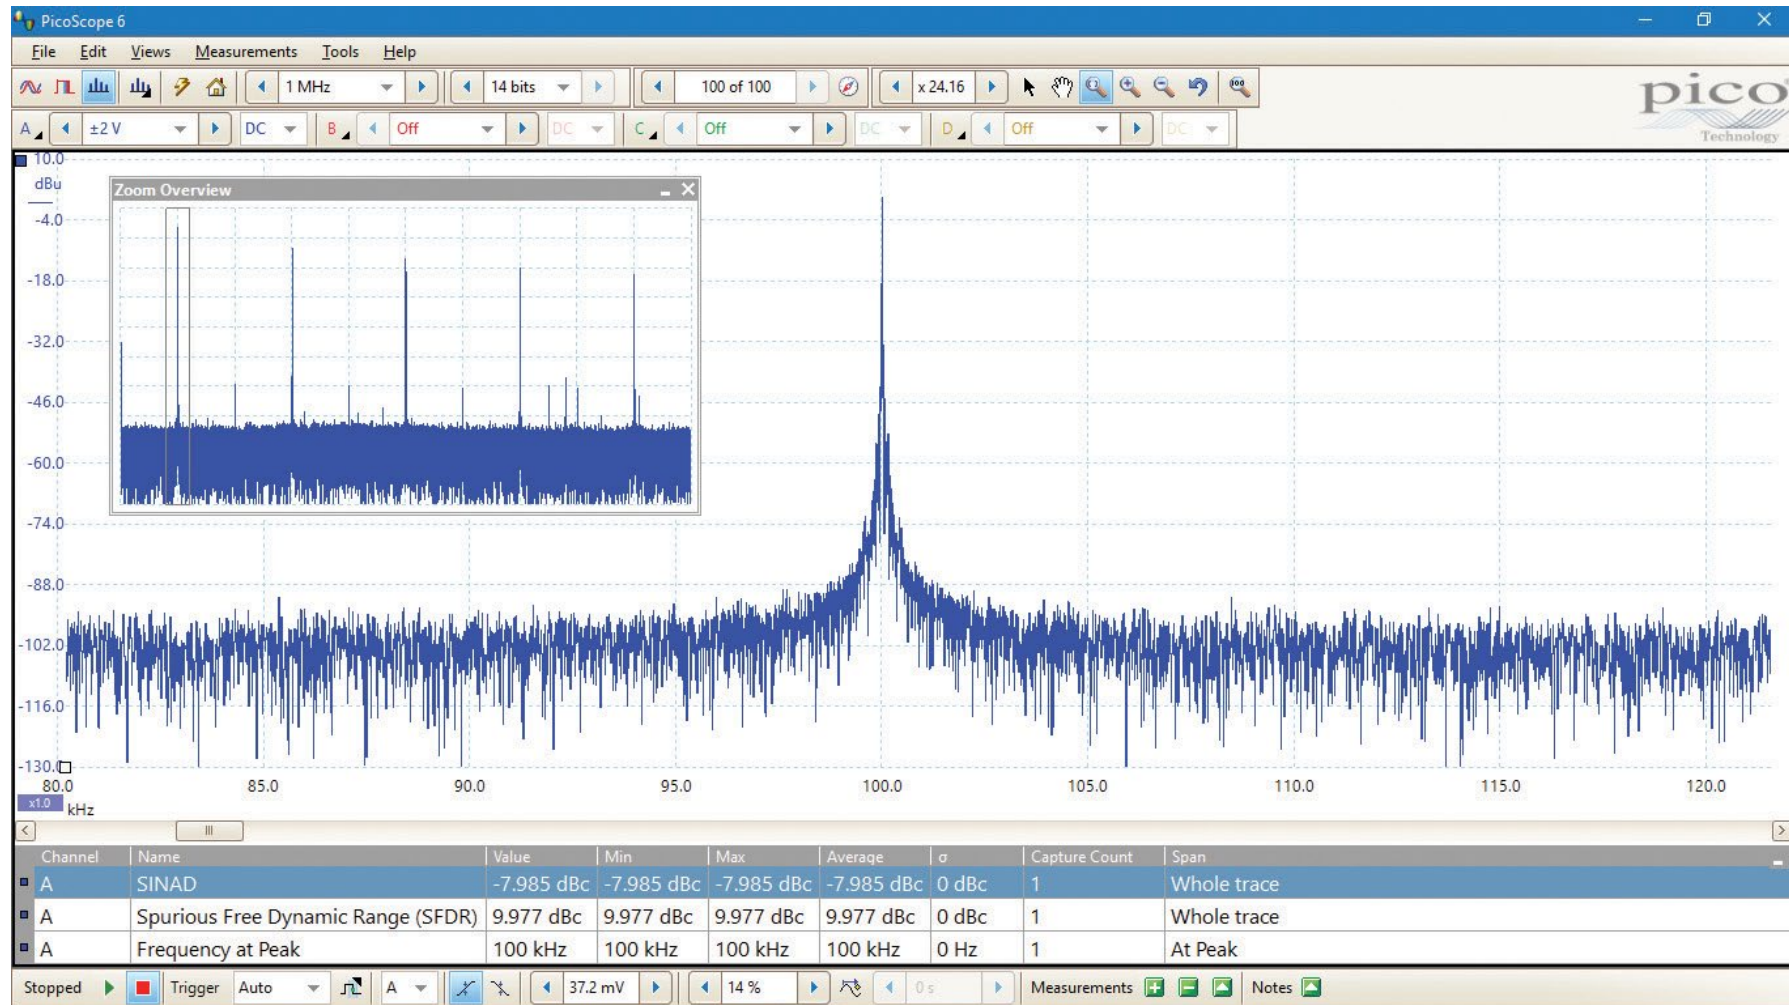 PicoScope 6
File Edit Views Measurements Tools Help
1 MHz 14 bits 100 of 100 x 24.16
pico
Technology
A ±2 V DC B Off DC C Off DC D Off DC
10.0
dBu
Zoom Overview
-4.0
-18.0
-32.0
-46.0
-60.0
-74.0
-88.0
-102.0
-116.0
-130.0
80.0 85.0 90.0 95.0 100.0 105.0 110.0 115.0 120.0
x1.0 kHz
Channel Name Value Min Max Average σ Capture Count Span
A SINAD -7.985 dBc -7.985 dBc -7.985 dBc -7.985 dBc 0 dBc 1 Whole trace
A Spurious Free Dynamic Range (SFDR) 9.977 dBc 9.977 dBc 9.977 dBc 9.977 dBc 0 dBc 1 Whole trace
A Frequency at Peak 100 kHz 100 kHz 100 kHz 100 kHz 0 Hz 1 At Peak
Stopped Trigger Auto A 37.2 mV 14 % 0 s Measurements Notes